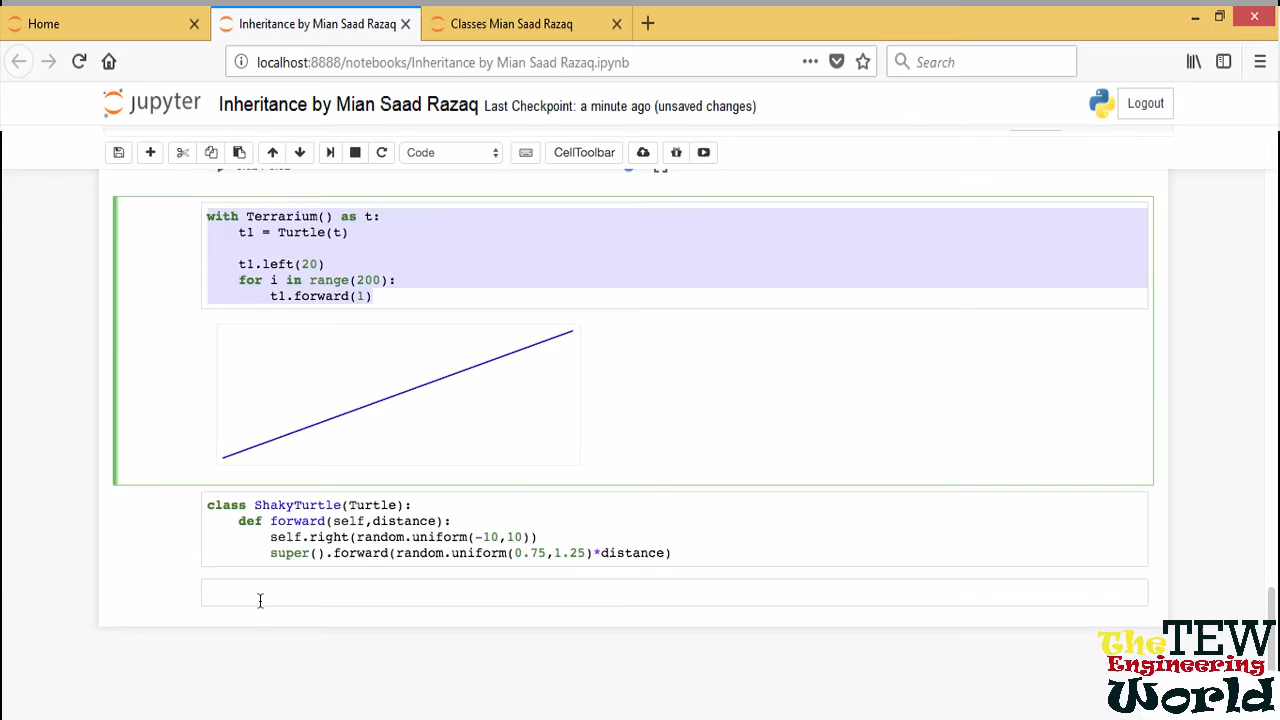 Home
Inheritance by Mian Saad Razaq
Classes Mian Saad Razaq
localhost:8888/notebooks/Inheritance by Mian Saad Razaq.ipynb
Search
jupyter Inheritance by Mian Saad Razaq Last Checkpoint: a minute ago (unsaved changes)
Logout
Code
CellToolbar
with Terrarium() as t:
t1 = Turtle(t)
t1.left(20)
for i in range(200):
t1.forward(1)
class ShakyTurtle(Turtle):
def forward(self,distance):
self.right(random.uniform(-10,10))
super().forward(random.uniform(0.75,1.25)*distance)
The TEW
Engineering
World